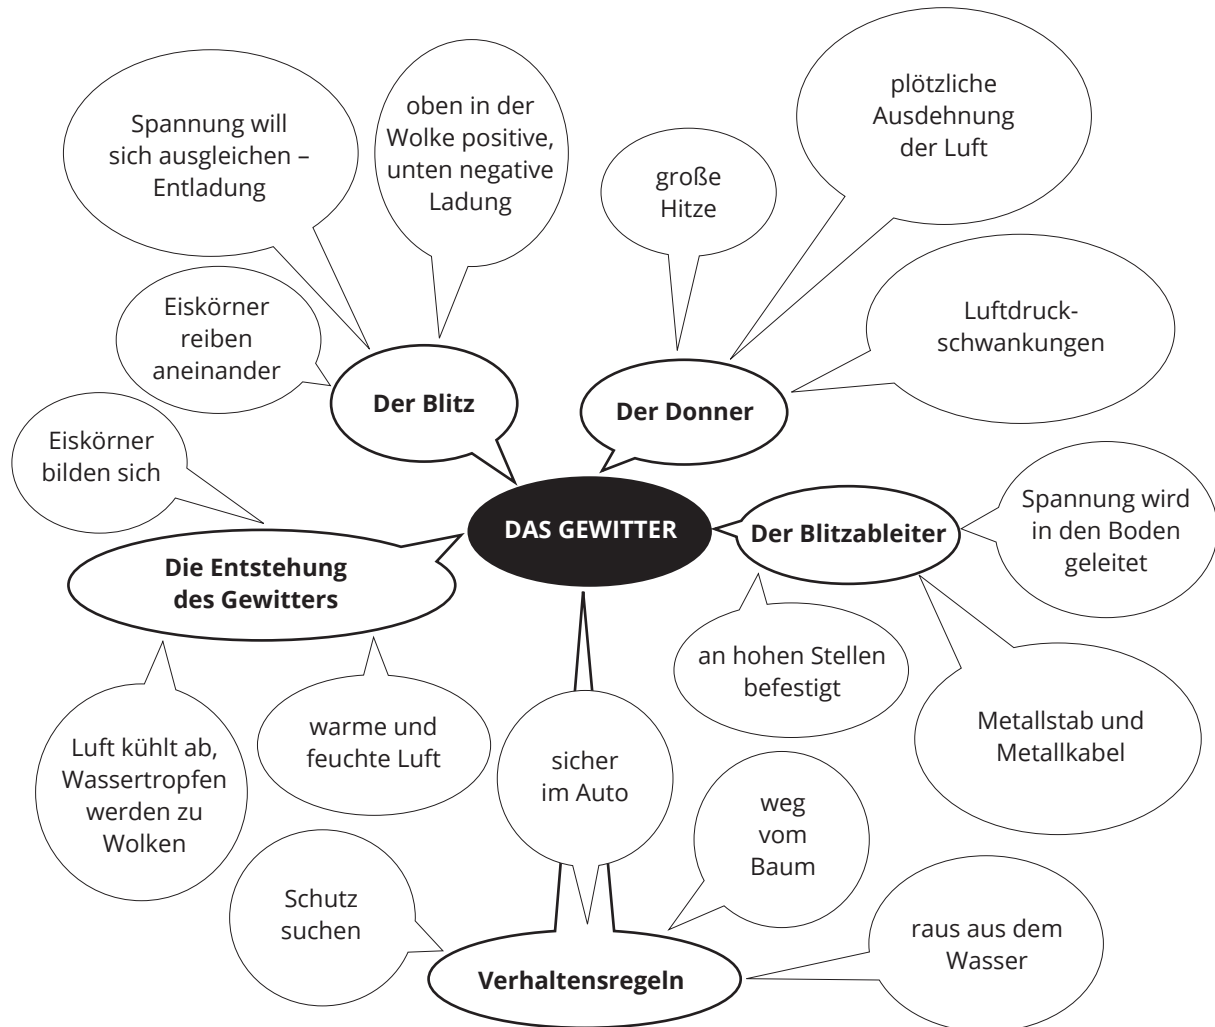 Spannung will
sich ausgleichen –
Entladung
oben in der
Wolke positive,
unten negative
Ladung
große
Hitze
plötzliche
Ausdehnung
der Luft
Eiskörner
reiben
aneinander
Luftdruck-
schwankungen
Der Blitz
Der Donner
Eiskörner
bilden sich
DAS GEWITTER
Der Blitzableiter
Spannung wird
in den Boden
geleitet
Die Entstehung
des Gewitters
an hohen Stellen
befestigt
Metallstab und
Metallkabel
Luft kühlt ab,
Wassertropfen
werden zu
Wolken
warme und
feuchte Luft
sicher
im Auto
weg
vom
Baum
Schutz
suchen
raus aus dem
Wasser
Verhaltensregeln